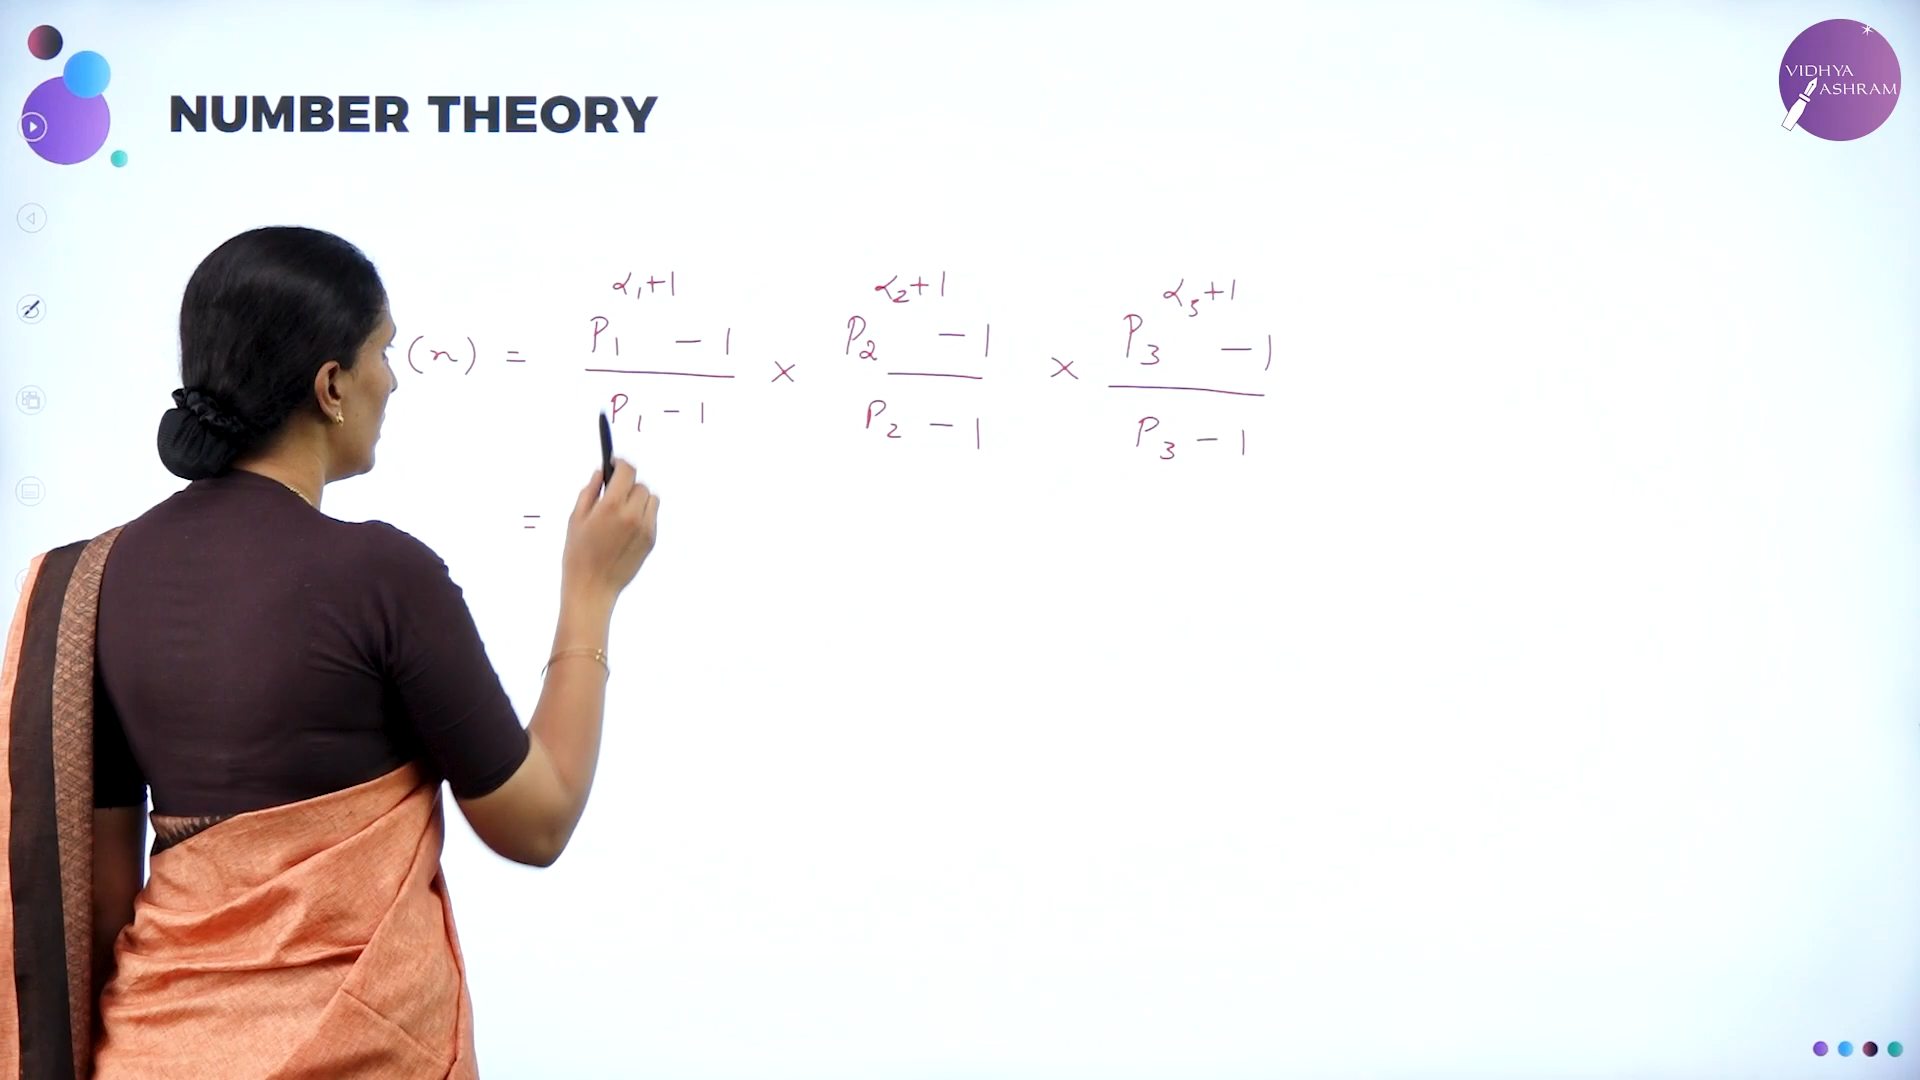 NUMBER THEORY
VIDHYA
ASHRAM
(n) = (P₁^(α₁+1) − 1)/(P₁ − 1) × (P₂^(α₂+1) − 1)/(P₂ − 1) × (P₃^(α₃+1) − 1)/(P₃ − 1)
=